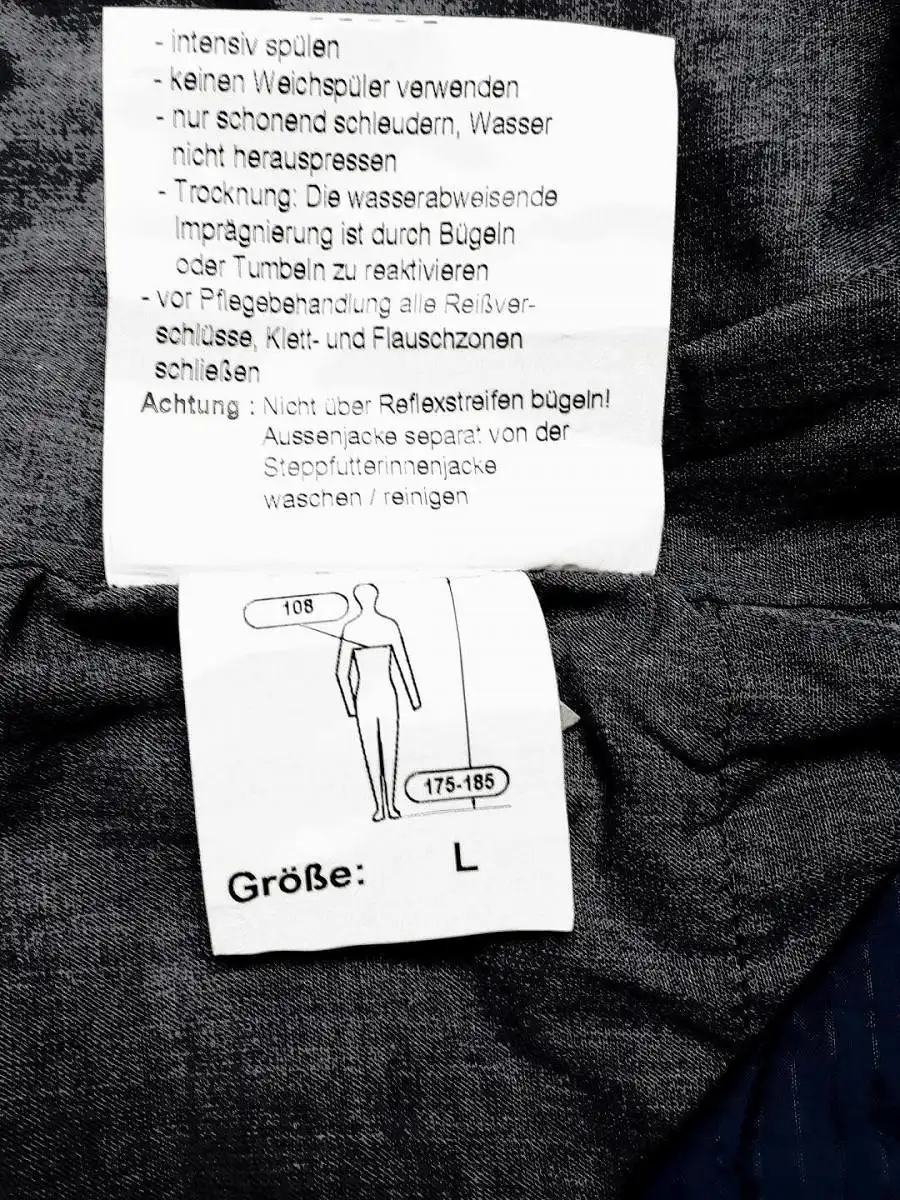 - intensiv spülen
- keinen Weichspüler verwenden
- nur schonend schleudern, Wasser
nicht herauspressen
- Trocknung: Die wasserabweisende
Imprägnierung ist durch Bügeln
oder Tumbeln zu reaktivieren
- vor Pflegebehandlung alle Reißver-
schlüsse, Klett- und Flauschzonen
schließen
Achtung : Nicht über Reflexstreifen bügeln!
Aussenjacke separat von der
Steppfutterinnenjacke
waschen / reinigen
108
175-185
Größe: L